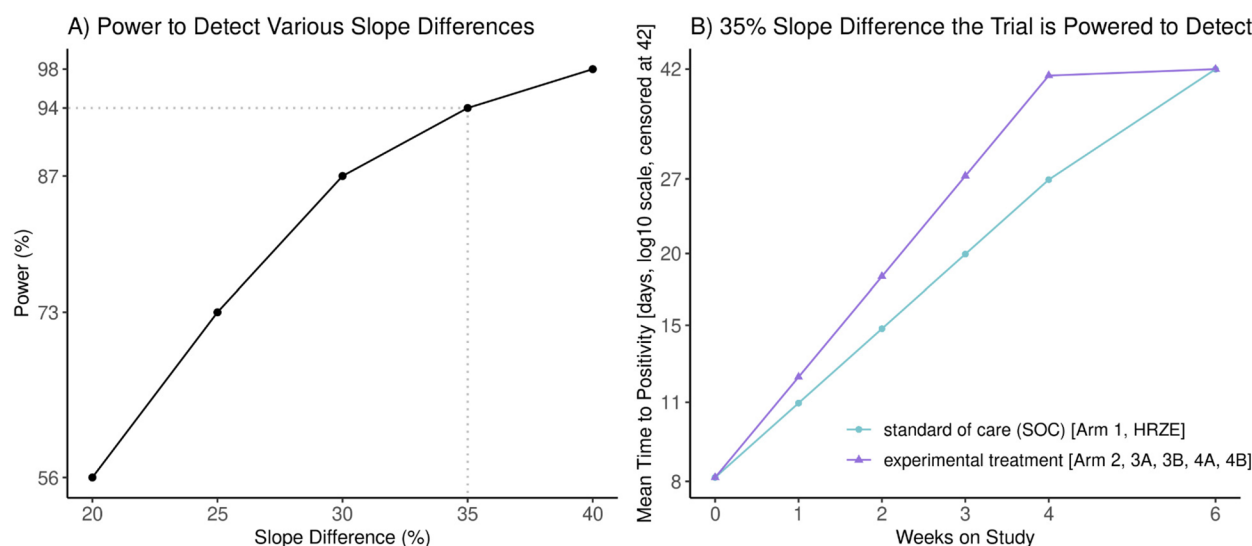 A) Power to Detect Various Slope Differences
98
94
87
73
56
Power (%)
20 25 30 35 40
Slope Difference (%)
B) 35% Slope Difference the Trial is Powered to Detect
42
27
20
15
11
8
Mean Time to Positivity [days, log10 scale, censored at 42]
standard of care (SOC) [Arm 1, HRZE]
experimental treatment [Arm 2, 3A, 3B, 4A, 4B]
0 1 2 3 4 6
Weeks on Study